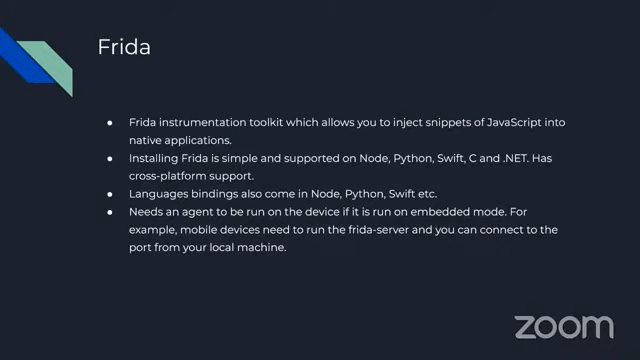 Frida
● Frida instrumentation toolkit which allows you to inject snippets of JavaScript into
native applications.
● Installing Frida is simple and supported on Node, Python, Swift, C and .NET. Has
cross-platform support.
● Languages bindings also come in Node, Python, Swift etc.
● Needs an agent to be run on the device if it is run on embedded mode. For
example, mobile devices need to run the frida-server and you can connect to the
port from your local machine.
zoom